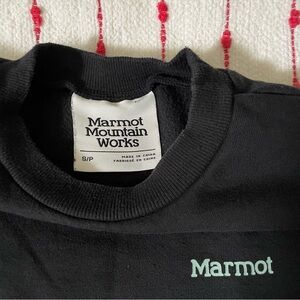 Marmot
Mountain
Works
S/P
MADE IN CHINA
FABRIQUÉ EN CHINE
Marmot